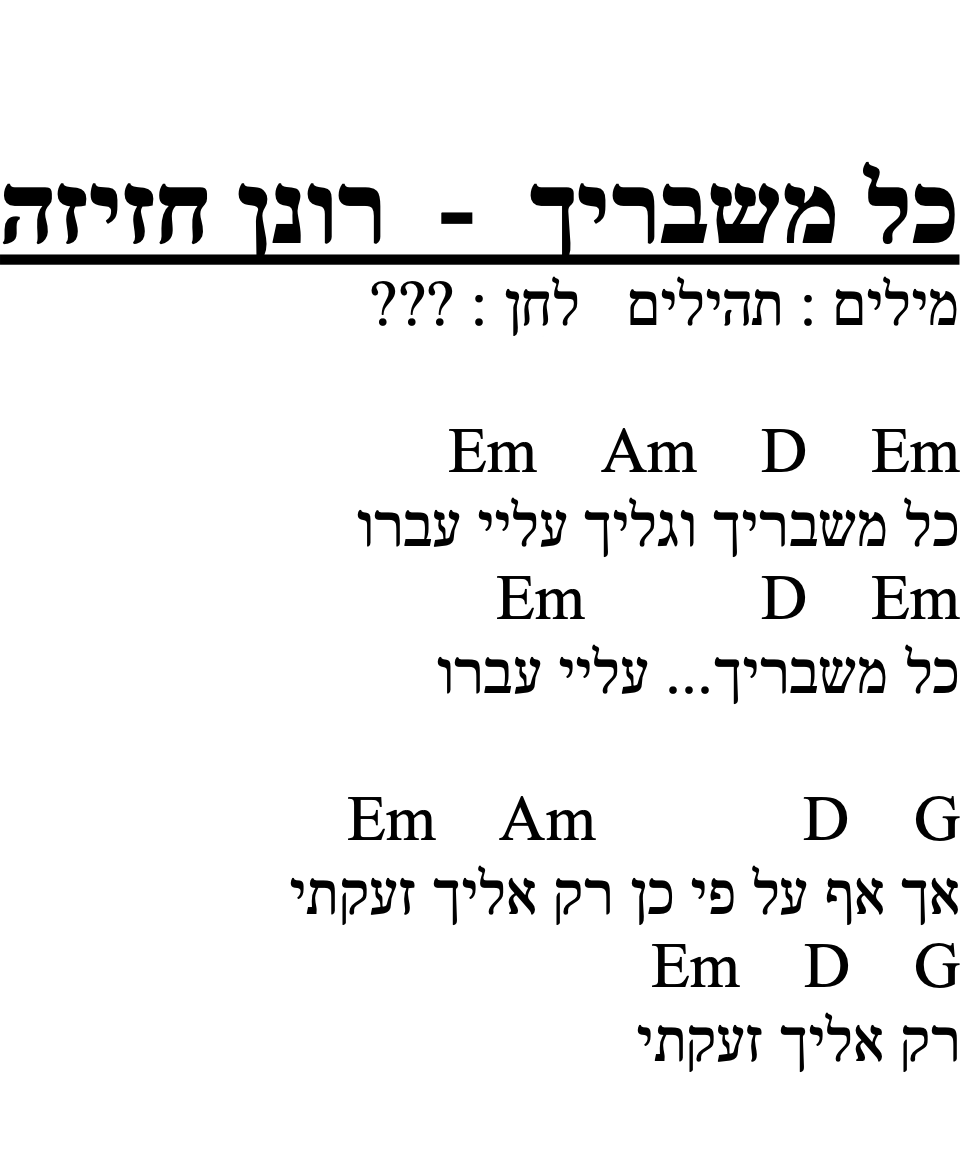 כל משבריך - רונן חזיזה
מילים : תהילים לחן : ???
Em Am D Em
כל משבריך וגליך עליי עברו
Em D Em
כל משבריך... עליי עברו
Em Am D G
אך אף על פי כן רק אליך זעקתי
Em D G
רק אליך זעקתי